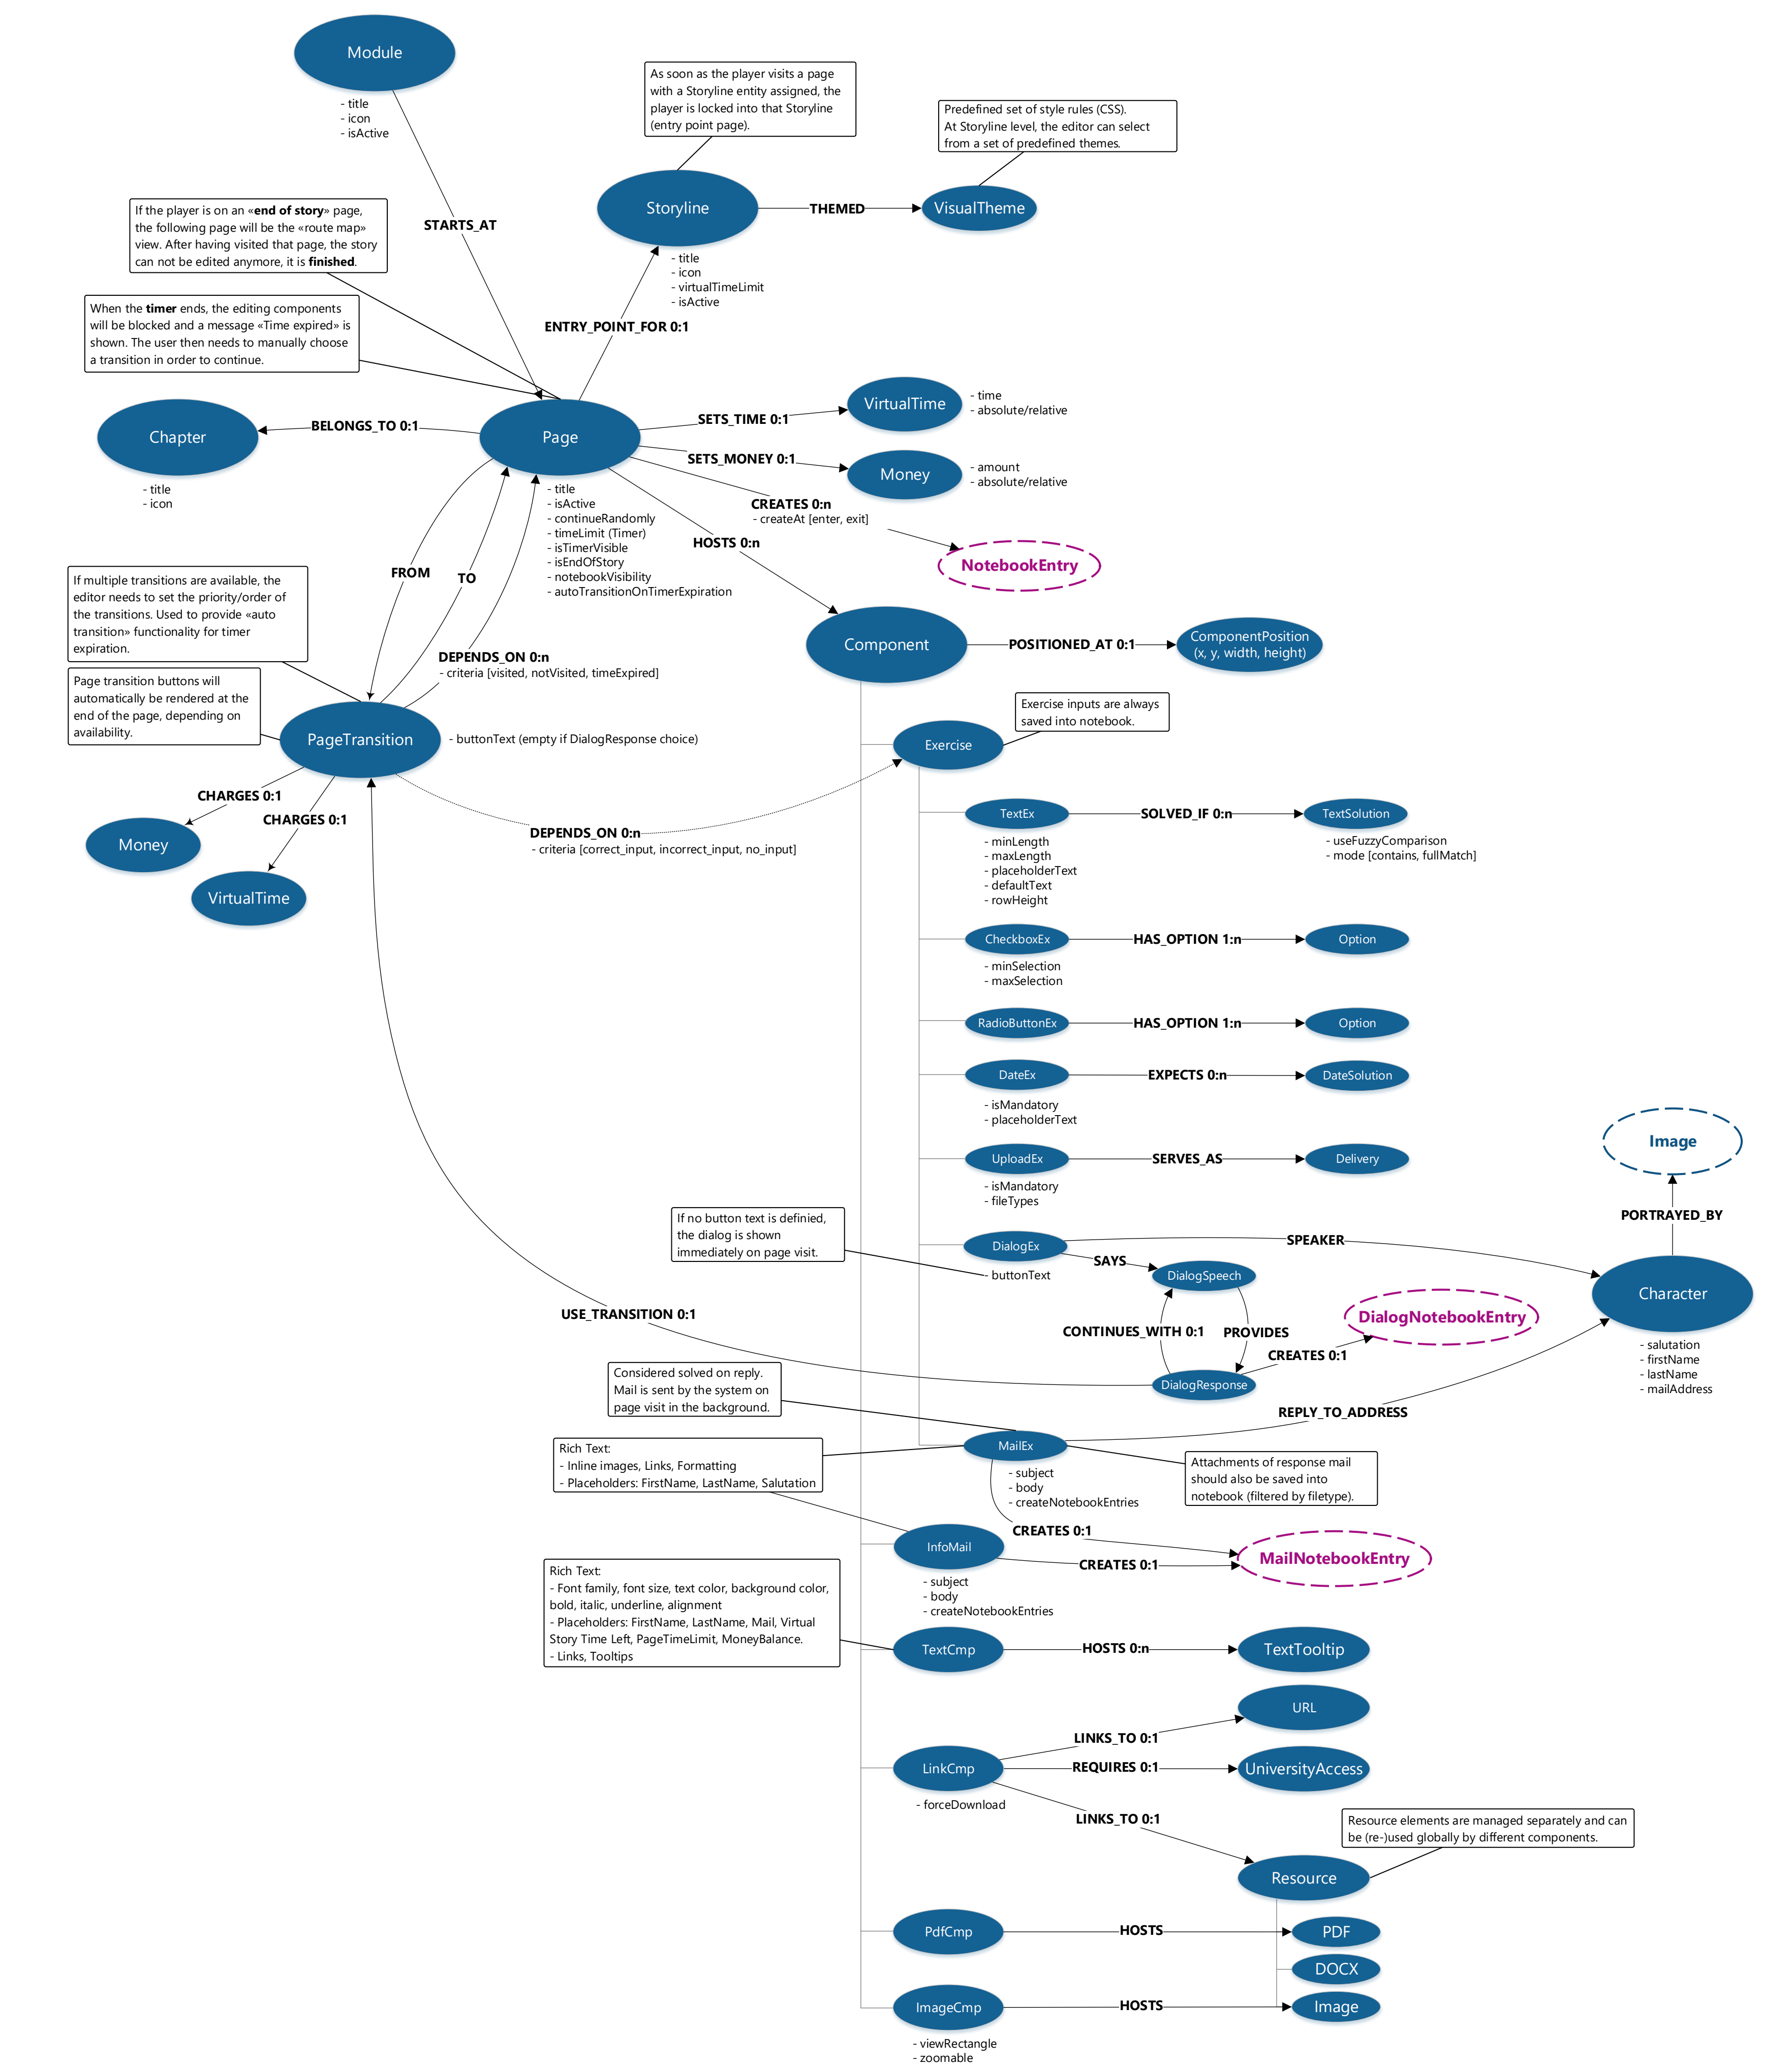 Module
- title
- icon
- isActive
As soon as the player visits a page
with a Storyline entity assigned, the
player is locked into that Storyline
(entry point page).
Predefined set of style rules (CSS).
At Storyline level, the editor can select
from a set of predefined themes.
If the player is on an «end of story» page,
the following page will be the «route map»
view. After having visited that page, the story
can not be edited anymore, it is finished.
STARTS_AT
Storyline
THEMED
VisualTheme
- title
- icon
- virtualTimeLimit
- isActive
When the timer ends, the editing components
will be blocked and a message «Time expired» is
shown. The user then needs to manually choose
a transition in order to continue.
ENTRY_POINT_FOR 0:1
Chapter
- title
- icon
BELONGS_TO 0:1
Page
SETS_TIME 0:1
VirtualTime
- time
- absolute/relative
SETS_MONEY 0:1
Money
- amount
- absolute/relative
- title
- isActive
- continueRandomly
- timeLimit (Timer)
- isTimerVisible
- isEndOfStory
- notebookVisibility
- autoTransitionOnTimerExpiration
CREATES 0:n
- createAt [enter, exit]
HOSTS 0:n
NotebookEntry
FROM
TO
If multiple transitions are available, the
editor needs to set the priority/order of
the transitions. Used to provide «auto
transition» functionality for timer
expiration.
Component
POSITIONED_AT 0:1
ComponentPosition
(x, y, width, height)
DEPENDS_ON 0:n
- criteria [visited, notVisited, timeExpired]
Page transition buttons will
automatically be rendered at the
end of the page, depending on
availability.
PageTransition
- buttonText (empty if DialogResponse choice)
Exercise inputs are always
saved into notebook.
Exercise
CHARGES 0:1
CHARGES 0:1
Money
VirtualTime
DEPENDS_ON 0:n
- criteria [correct_input, incorrect_input, no_input]
TextEx
SOLVED_IF 0:n
TextSolution
- minLength
- maxLength
- placeholderText
- defaultText
- rowHeight
- useFuzzyComparison
- mode [contains, fullMatch]
CheckboxEx
HAS_OPTION 1:n
Option
- minSelection
- maxSelection
RadioButtonEx
HAS_OPTION 1:n
Option
DateEx
EXPECTS 0:n
DateSolution
- isMandatory
- placeholderText
UploadEx
SERVES_AS
Delivery
- isMandatory
- fileTypes
Image
PORTRAYED_BY
If no button text is definied,
the dialog is shown
immediately on page visit.
DialogEx
- buttonText
SPEAKER
SAYS
DialogSpeech
Character
- salutation
- firstName
- lastName
- mailAddress
DialogNotebookEntry
USE_TRANSITION 0:1
CONTINUES_WITH 0:1
PROVIDES
CREATES 0:1
DialogResponse
Considered solved on reply.
Mail is sent by the system on
page visit in the background.
REPLY_TO_ADDRESS
MailEx
- subject
- body
- createNotebookEntries
Rich Text:
- Inline images, Links, Formatting
- Placeholders: FirstName, LastName, Salutation
Attachments of response mail
should also be saved into
notebook (filtered by filetype).
CREATES 0:1
InfoMail
- subject
- body
- createNotebookEntries
CREATES 0:1
MailNotebookEntry
Rich Text:
- Font family, font size, text color, background color,
bold, italic, underline, alignment
- Placeholders: FirstName, LastName, Mail, Virtual
Story Time Left, PageTimeLimit, MoneyBalance.
- Links, Tooltips
TextCmp
HOSTS 0:n
TextTooltip
URL
LINKS_TO 0:1
LinkCmp
REQUIRES 0:1
UniversityAccess
- forceDownload
LINKS_TO 0:1
Resource elements are managed separately and can
be (re-)used globally by different components.
Resource
PdfCmp
HOSTS
PDF
DOCX
ImageCmp
HOSTS
Image
- viewRectangle
- zoomable